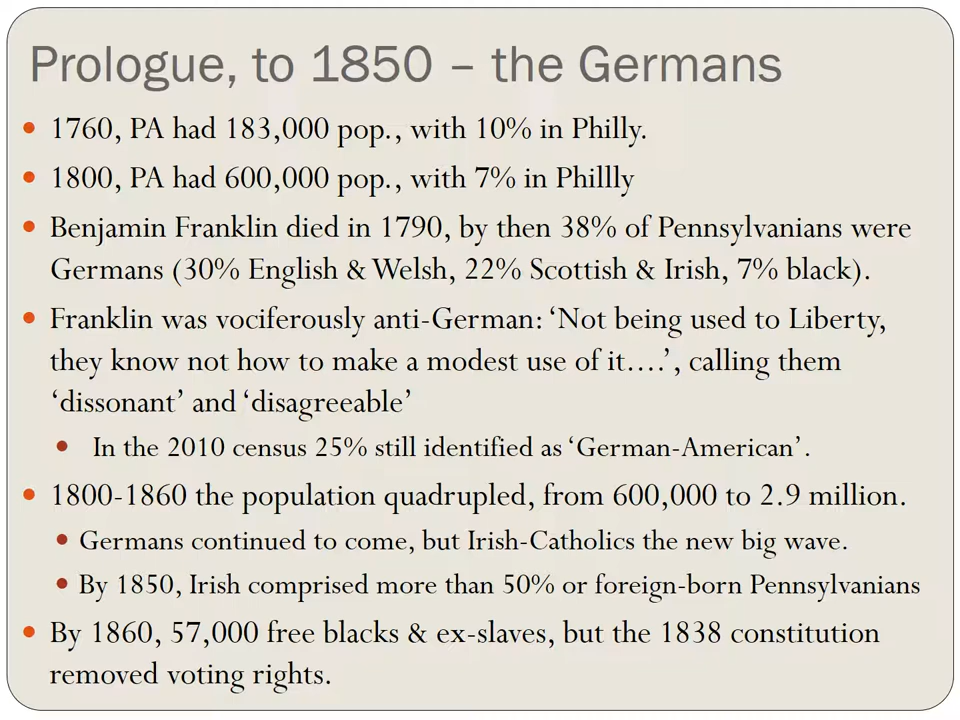 Prologue, to 1850 – the Germans
• 1760, PA had 183,000 pop., with 10% in Philly.
• 1800, PA had 600,000 pop., with 7% in Phillly
• Benjamin Franklin died in 1790, by then 38% of Pennsylvanians were
Germans (30% English & Welsh, 22% Scottish & Irish, 7% black).
• Franklin was vociferously anti-German: ‘Not being used to Liberty,
they know not how to make a modest use of it….’, calling them
‘dissonant’ and ‘disagreeable’
• In the 2010 census 25% still identified as ‘German-American’.
• 1800-1860 the population quadrupled, from 600,000 to 2.9 million.
• Germans continued to come, but Irish-Catholics the new big wave.
• By 1850, Irish comprised more than 50% or foreign-born Pennsylvanians
• By 1860, 57,000 free blacks & ex-slaves, but the 1838 constitution
removed voting rights.